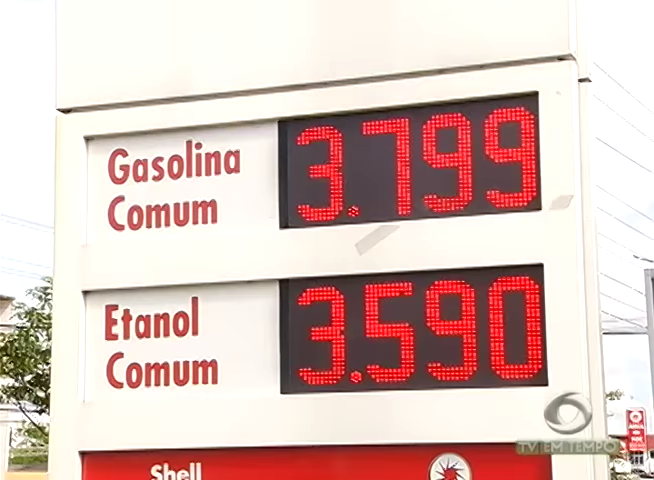 Gasolina
Comum
3.799
Etanol
Comum
3.590
Shell
TV EM TEMPO